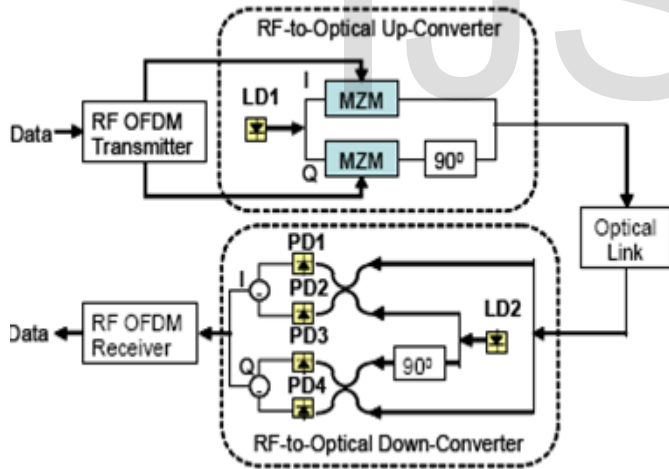 RF-to-Optical Up-Converter
I
LD1
MZM
Data
RF OFDM
Transmitter
MZM
90⁰
Q
Optical
Link
PD1
I
PD2
LD2
Data
RF OFDM
Receiver
PD3
90⁰
Q
PD4
RF-to-Optical Down-Converter